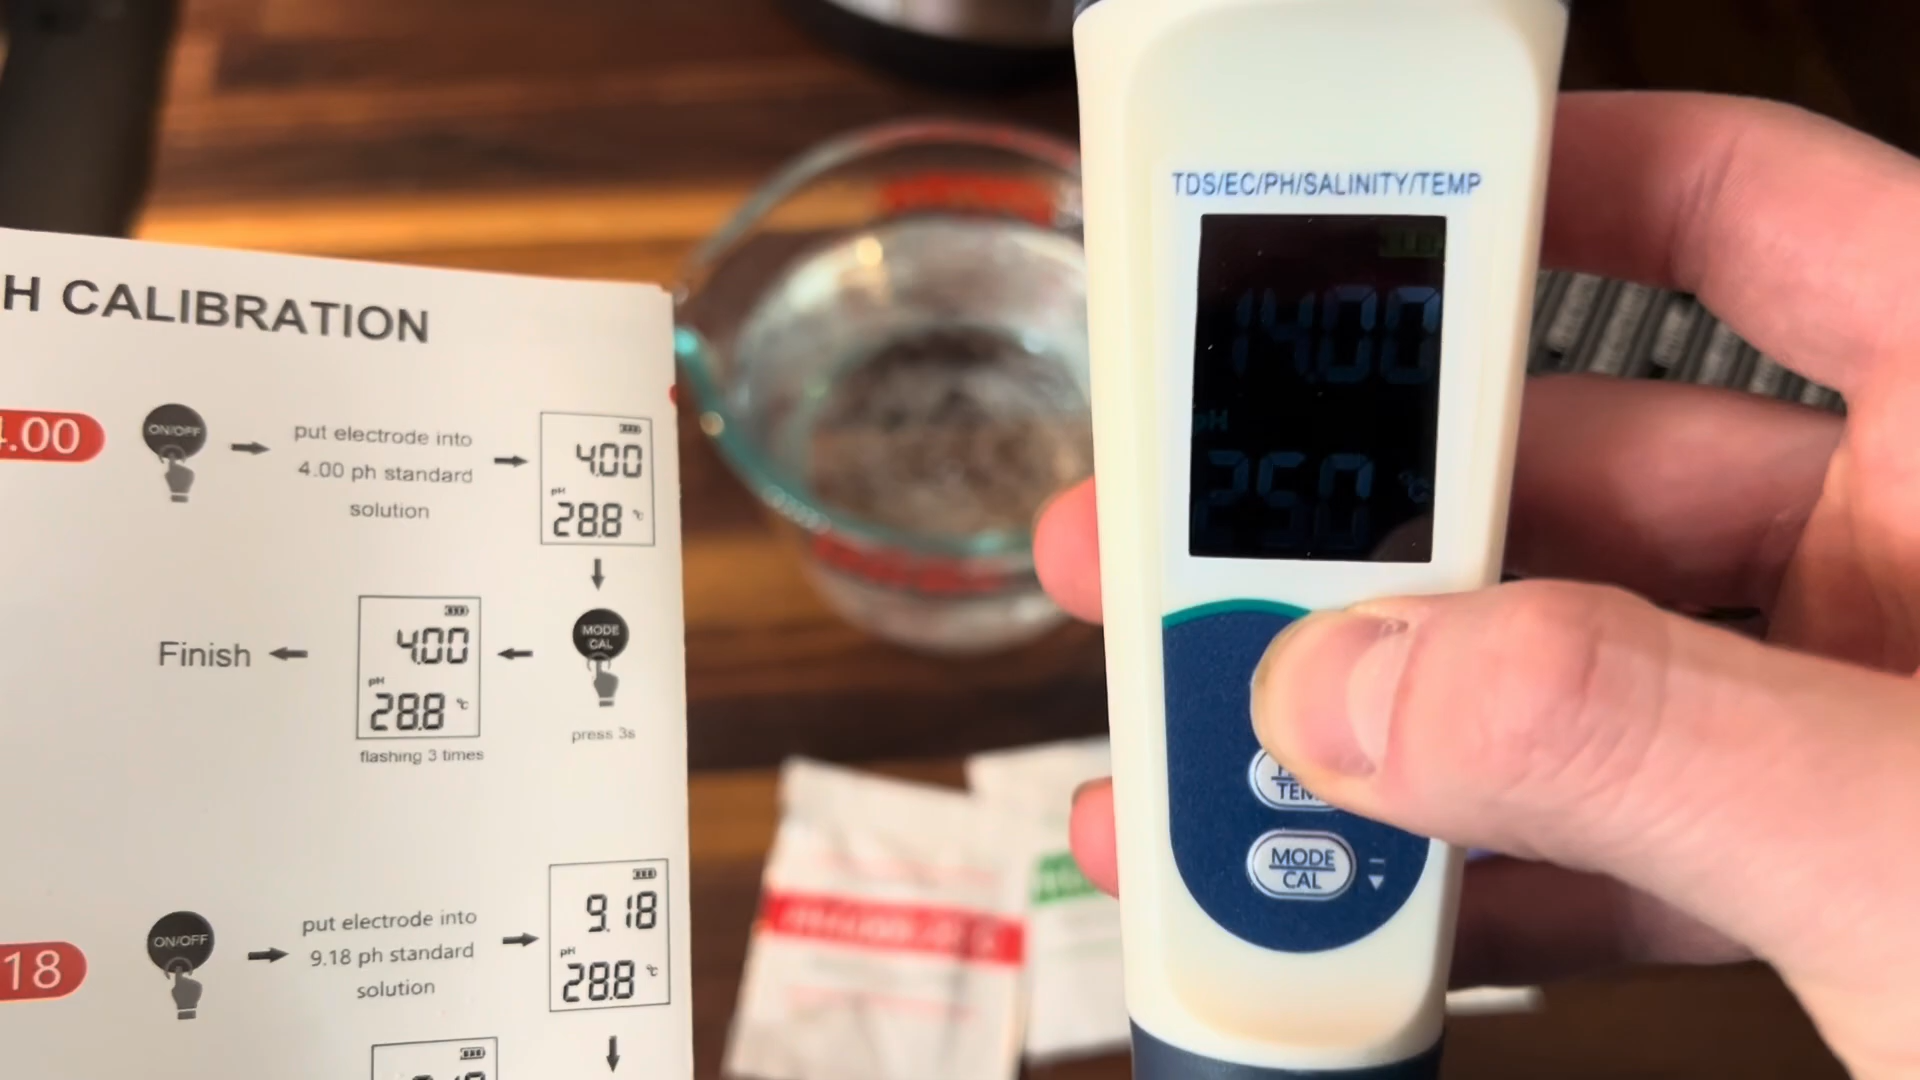 H CALIBRATION
4.00
ON/OFF
put electrode into
4.00 ph standard
solution
4.00
pH
28.8 °C
Finish
4.00
pH
28.8 °C
flashing 3 times
MODE
CAL
press 3s
18
ON/OFF
put electrode into
9.18 ph standard
solution
9.18
pH
28.8 °C
TDS/EC/PH/SALINITY/TEMP
14.00
pH
25.0 °C
MODE
CAL